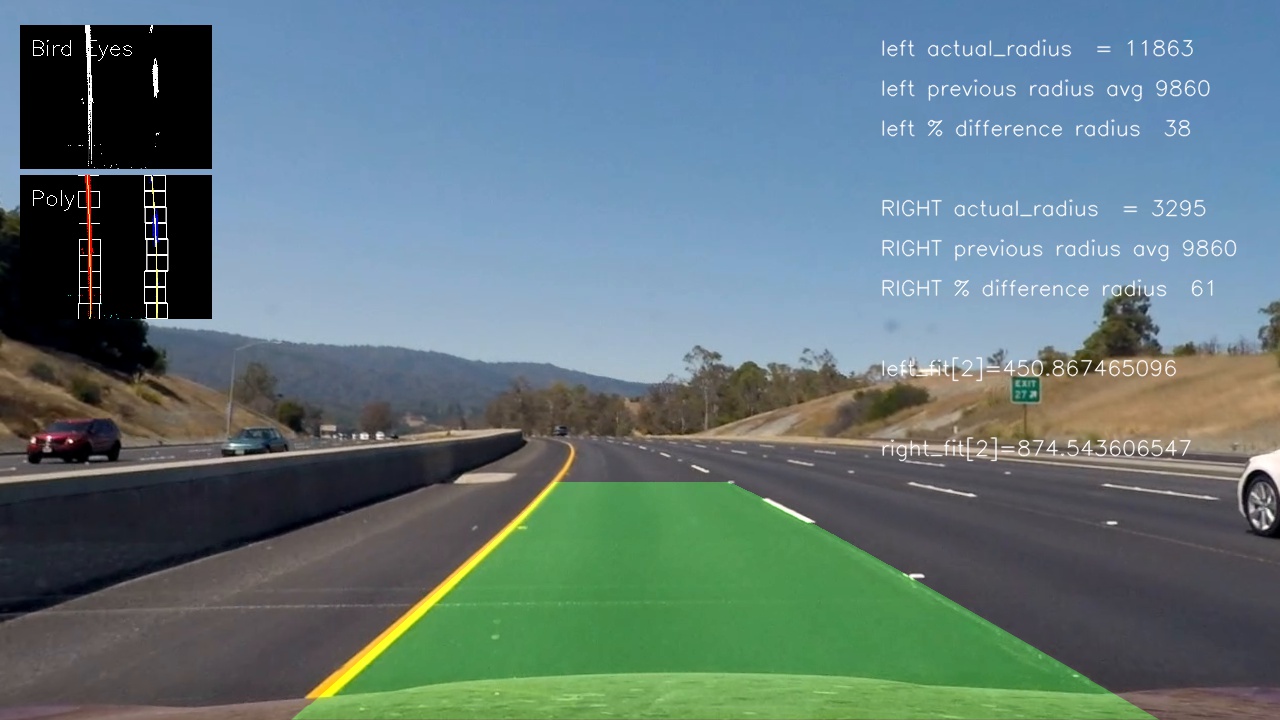 Bird Eyes
Poly
left actual_radius = 11863
left previous radius avg 9860
left % difference radius 38
RIGHT actual_radius = 3295
RIGHT previous radius avg 9860
RIGHT % difference radius 61
left_fit[2]=450.867465096
EXIT
27
right_fit[2]=874.543606547